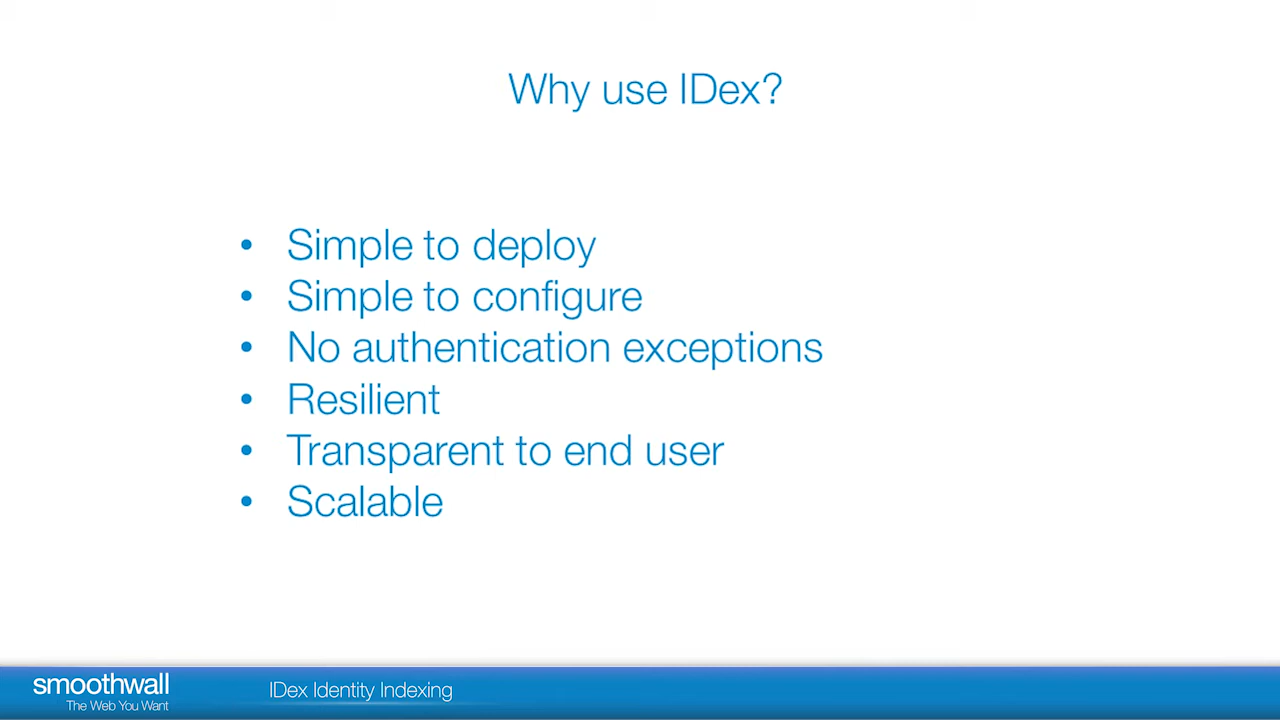 Why use IDex?
• Simple to deploy
• Simple to configure
• No authentication exceptions
• Resilient
• Transparent to end user
• Scalable
smoothwall
The Web You Want
IDex Identity Indexing